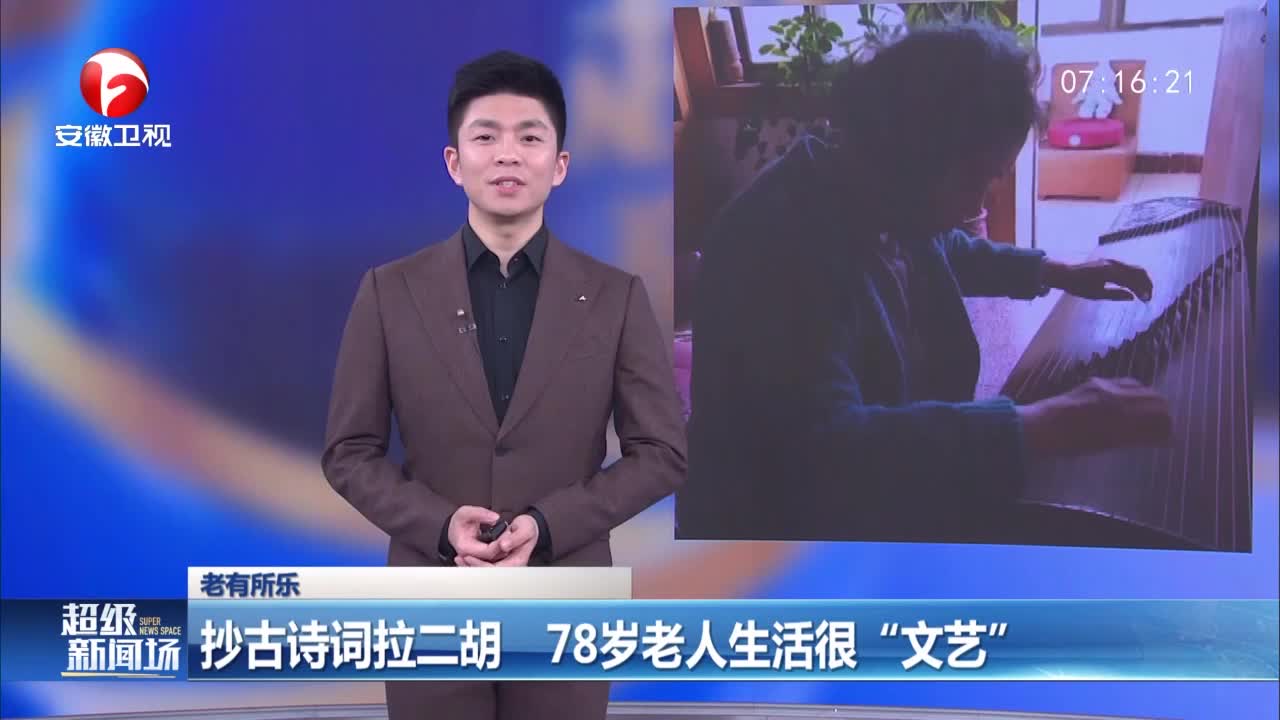 安徽卫视
07:16:21
老有所乐
超级新闻场
SUPER NEWS SPACE
抄古诗词拉二胡 78岁老人生活很“文艺”